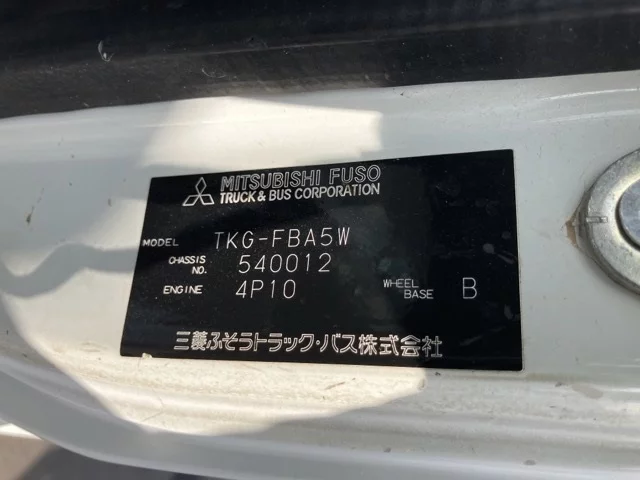 MITSUBISHI FUSO
TRUCK & BUS CORPORATION
MODEL TKG-FBA5W
CHASSIS NO. 540012
ENGINE 4P10 WHEEL BASE B
三菱ふそうトラック・バス株式会社